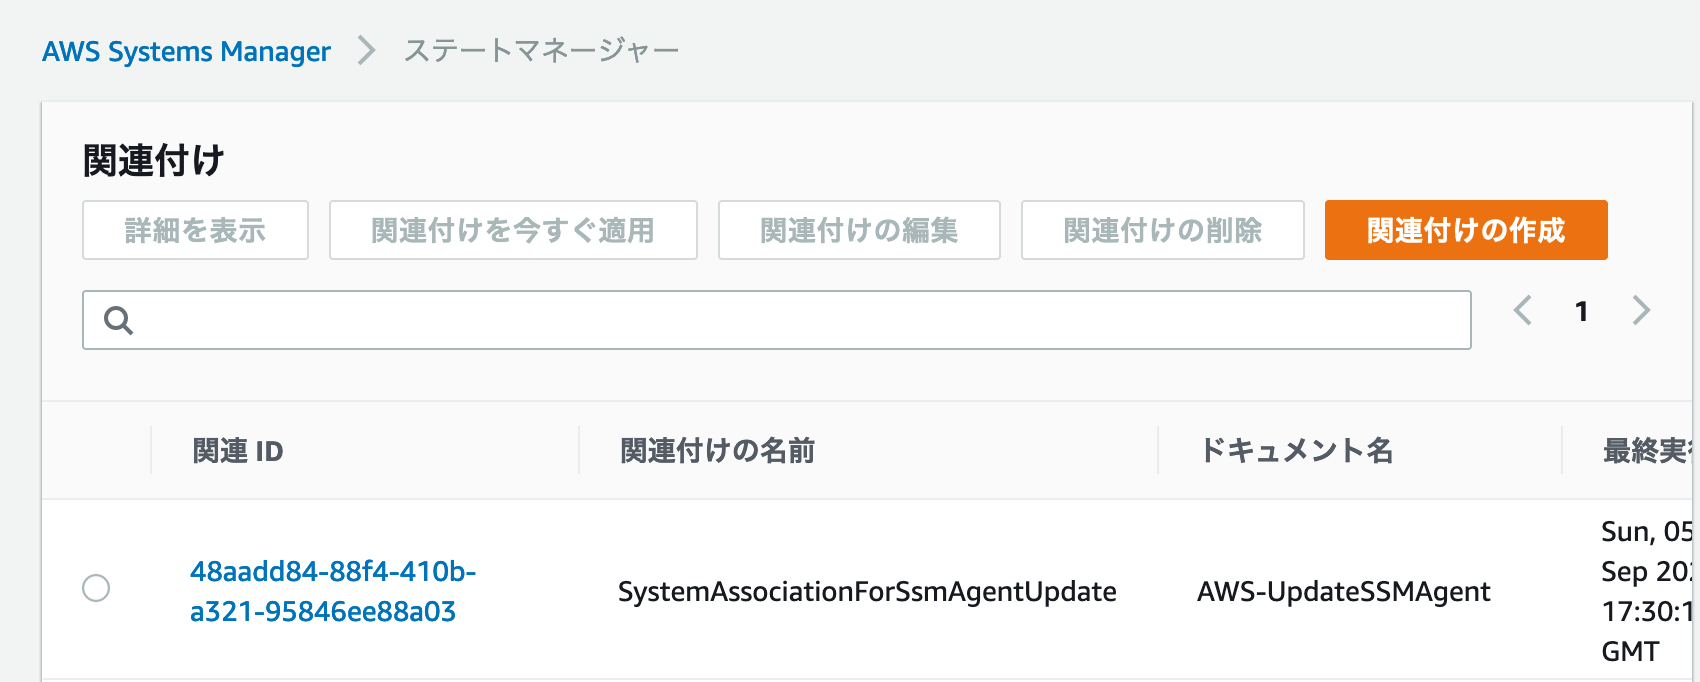 AWS Systems Manager > ステートマネージャー
関連付け
詳細を表示 関連付けを今すぐ適用 関連付けの編集 関連付けの削除 関連付けの作成
1
関連 ID 関連付けの名前 ドキュメント名 最終実
48aadd84-88f4-410b-a321-95846ee88a03 SystemAssociationForSsmAgentUpdate AWS-UpdateSSMAgent
Sun, 05
Sep 202
17:30:1
GMT